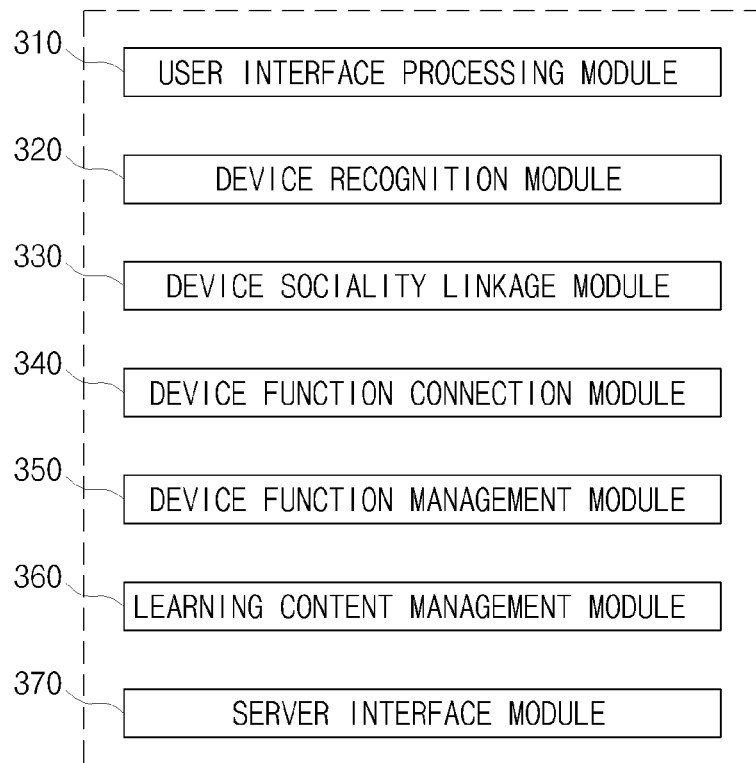 310 USER INTERFACE PROCESSING MODULE
320 DEVICE RECOGNITION MODULE
330 DEVICE SOCIALITY LINKAGE MODULE
340 DEVICE FUNCTION CONNECTION MODULE
350 DEVICE FUNCTION MANAGEMENT MODULE
360 LEARNING CONTENT MANAGEMENT MODULE
370 SERVER INTERFACE MODULE